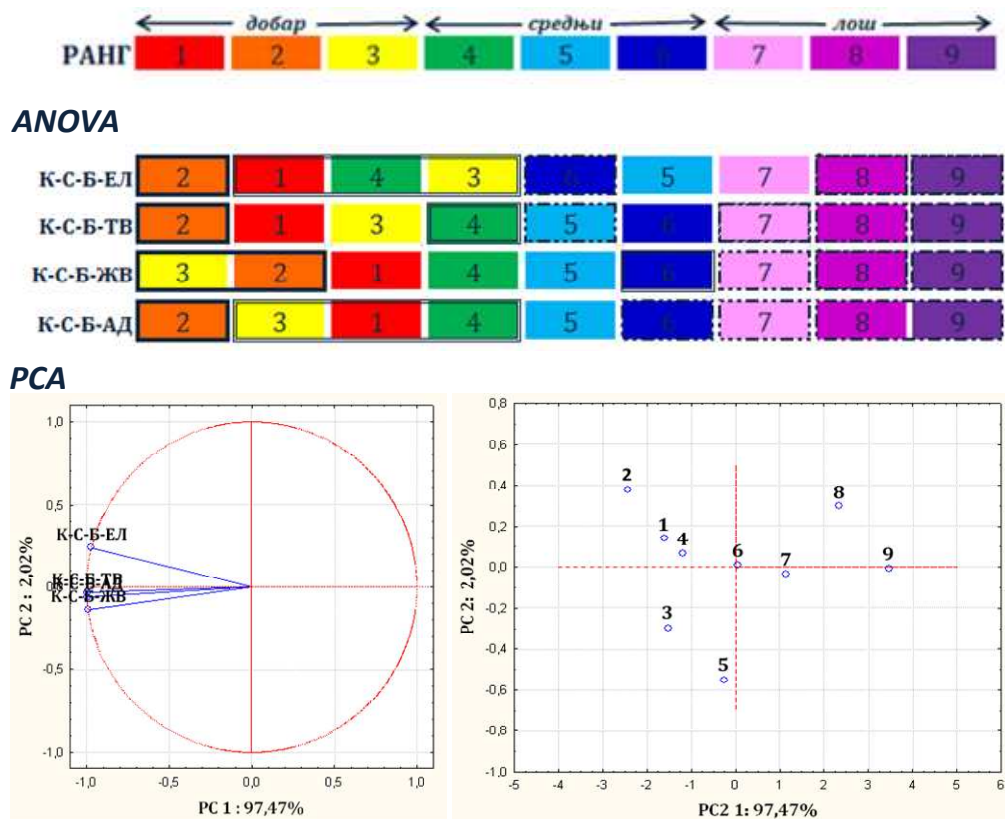 добар средњи лош
РАНГ 1 2 3 4 5 6 7 8 9
ANOVA
К-С-Б-ЕЛ 2 1 4 3 6 5 7 8 9
К-С-Б-ТВ 2 1 3 4 5 6 7 8 9
К-С-Б-ЖВ 3 2 1 4 5 6 7 8 9
К-С-Б-АД 2 3 1 4 5 6 7 8 9
PCA
1,0
0,5
0,0
-0,5
-1,0
PC 2 : 2,02%
К-С-Б-ЕЛ
К-С-Б-ТВ
К-С-Б-АД
К-С-Б-ЖВ
-1,0 -0,5 0,0 0,5 1,0
PC 1 : 97,47%
0,8
0,6
0,4
0,2
0,0
-0,2
-0,4
-0,6
-0,8
-1,0
PC 2: 2,02%
2
8
1
4
6
7
9
3
5
-5 -4 -3 -2 -1 0 1 2 3 4 5 6
PC2 1: 97,47%